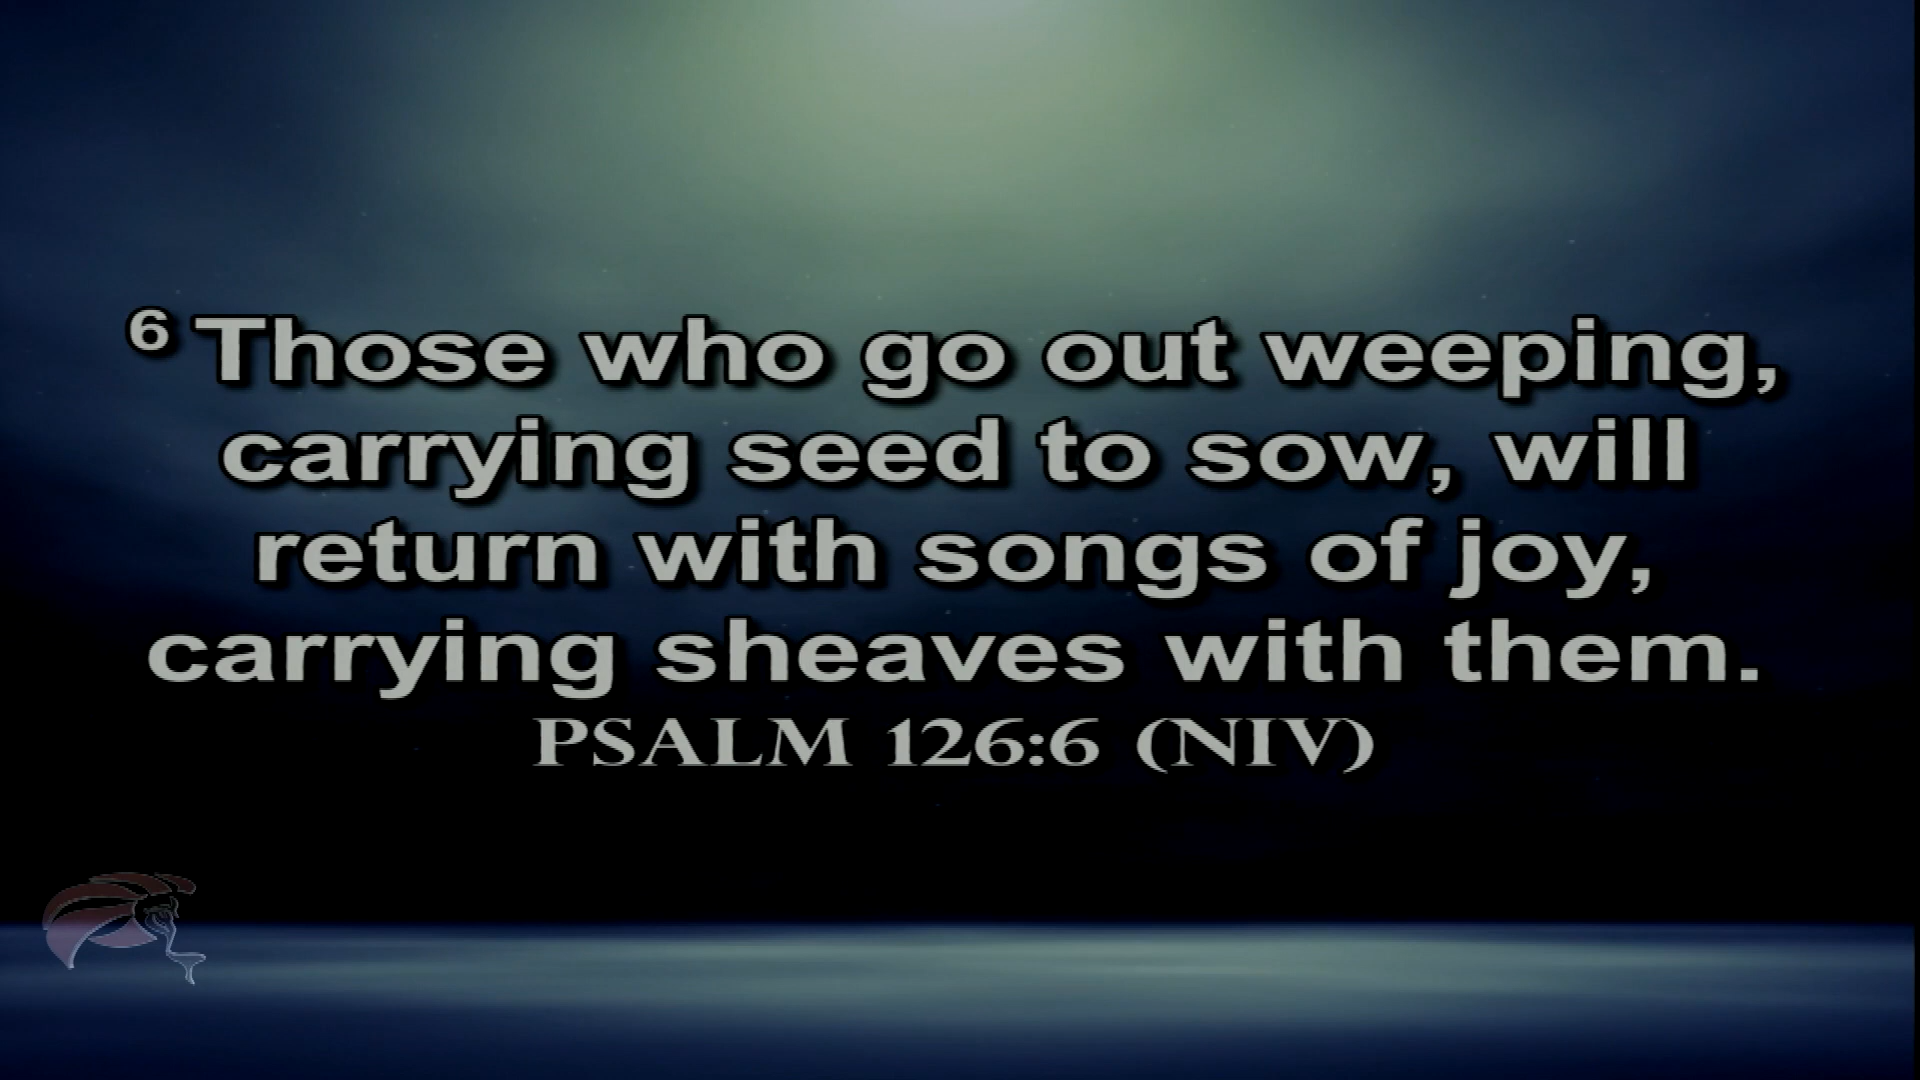 6 Those who go out weeping,
carrying seed to sow, will
return with songs of joy,
carrying sheaves with them.
PSALM 126:6 (NIV)